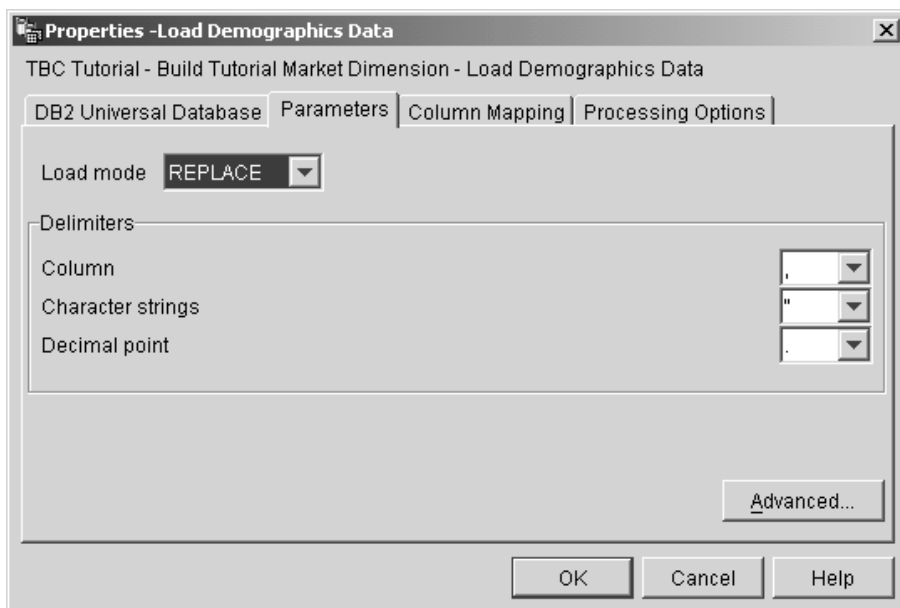 Properties -Load Demographics Data
TBC Tutorial - Build Tutorial Market Dimension - Load Demographics Data
DB2 Universal Database Parameters Column Mapping Processing Options
Load mode REPLACE
Delimiters
Column ,
Character strings "
Decimal point .
Advanced...
OK Cancel Help